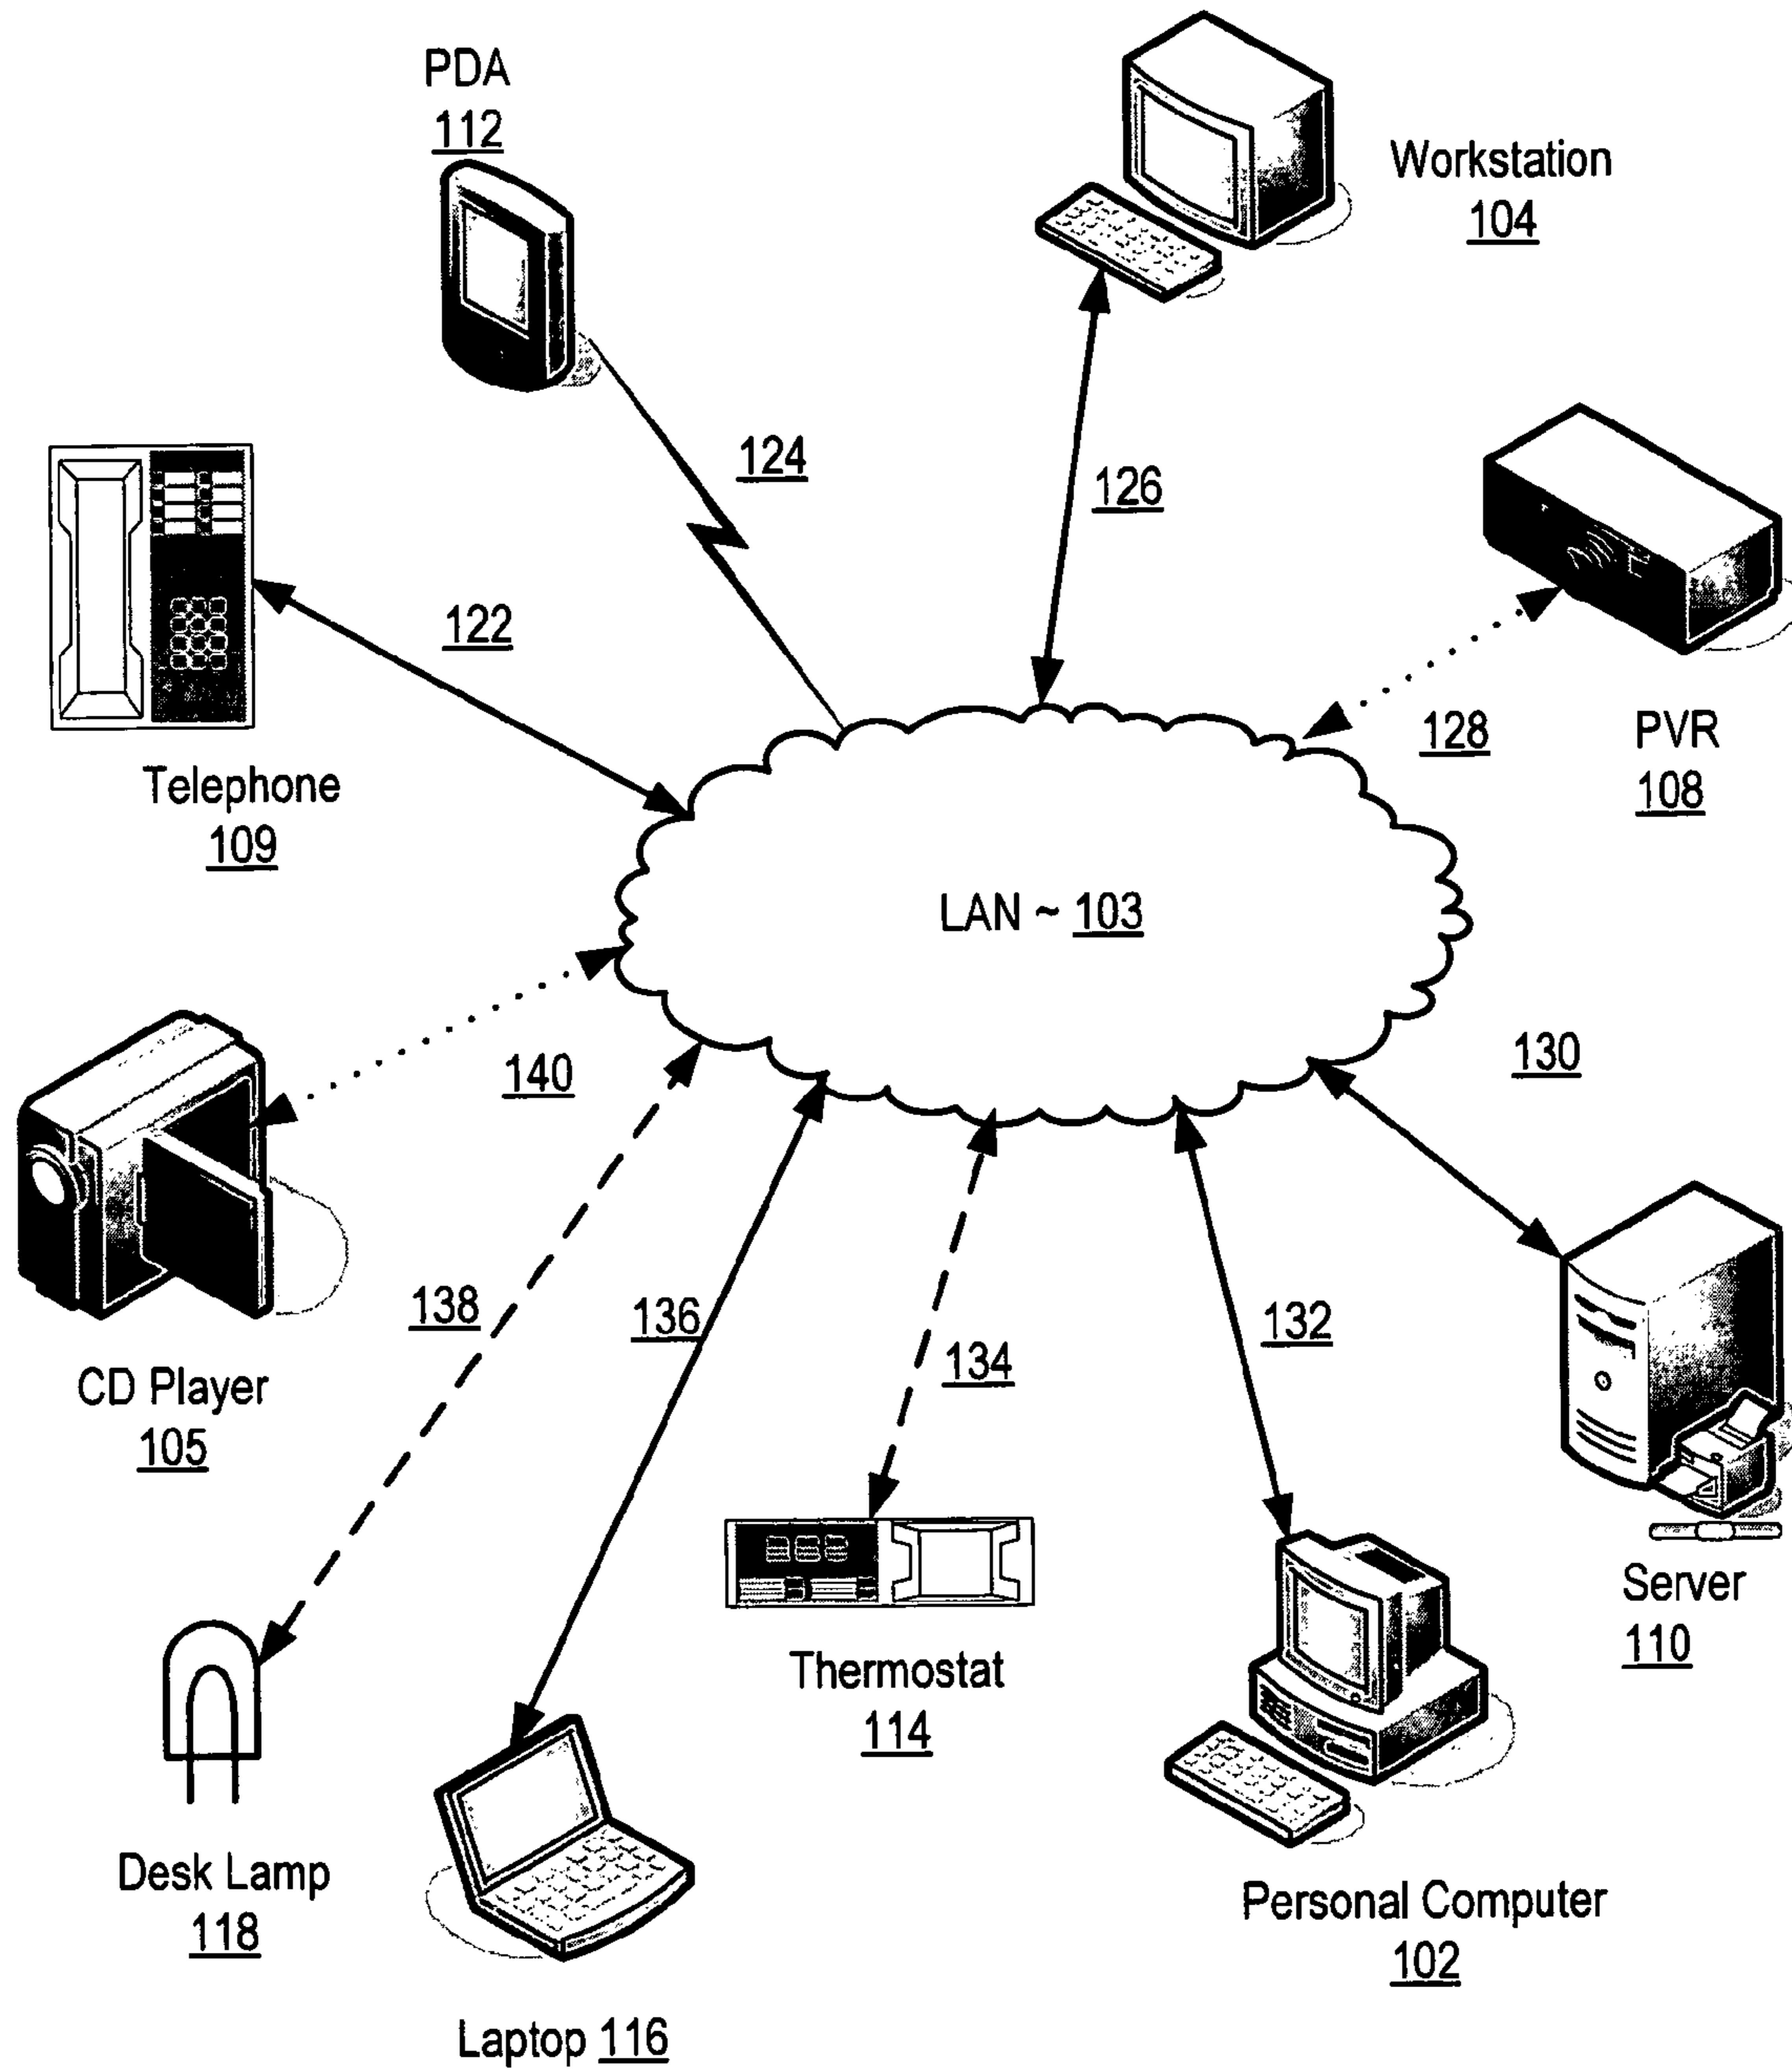 PDA
112
Workstation
104
124
126
122
128
PVR
108
Telephone
109
LAN ~ 103
130
140
138
136
134
132
CD Player
105
Server
110
Thermostat
114
Desk Lamp
118
Personal Computer
102
Laptop 116